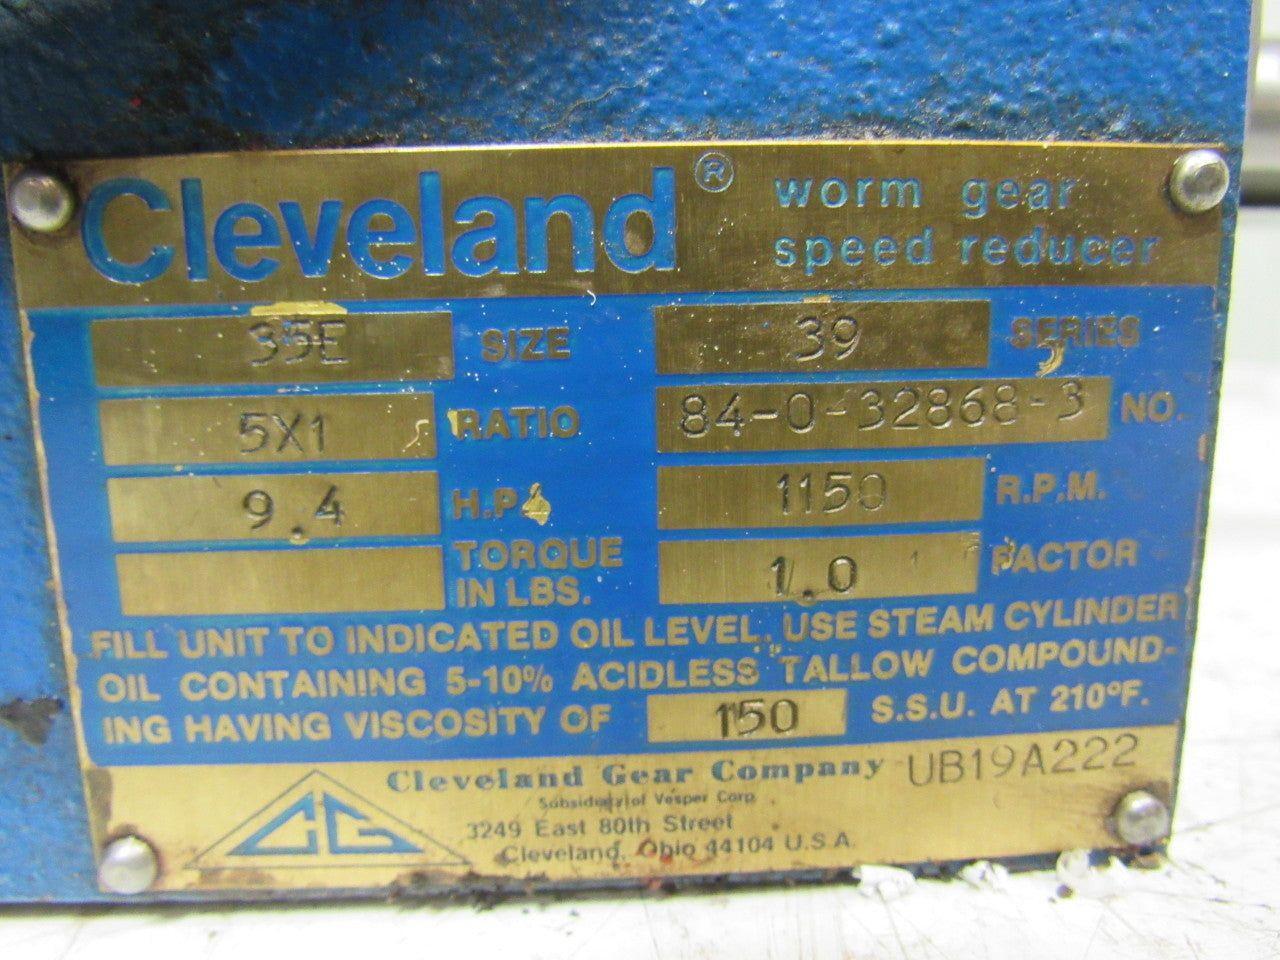 Cleveland® worm gear
speed reducer
35E SIZE 39 SERIES
5X1 RATIO 84-0-32868-3 NO.
9.4 H.P. 1150 R.P.M.
TORQUE IN LBS. 1.0 FACTOR
FILL UNIT TO INDICATED OIL LEVEL. USE STEAM CYLINDER
OIL CONTAINING 5-10% ACIDLESS TALLOW COMPOUND-
ING HAVING VISCOSITY OF 150 S.S.U. AT 210°F.
CG Cleveland Gear Company UB19A222
Subsidiary of Vesper Corp.
3249 East 80th Street
Cleveland, Ohio 44104 U.S.A.